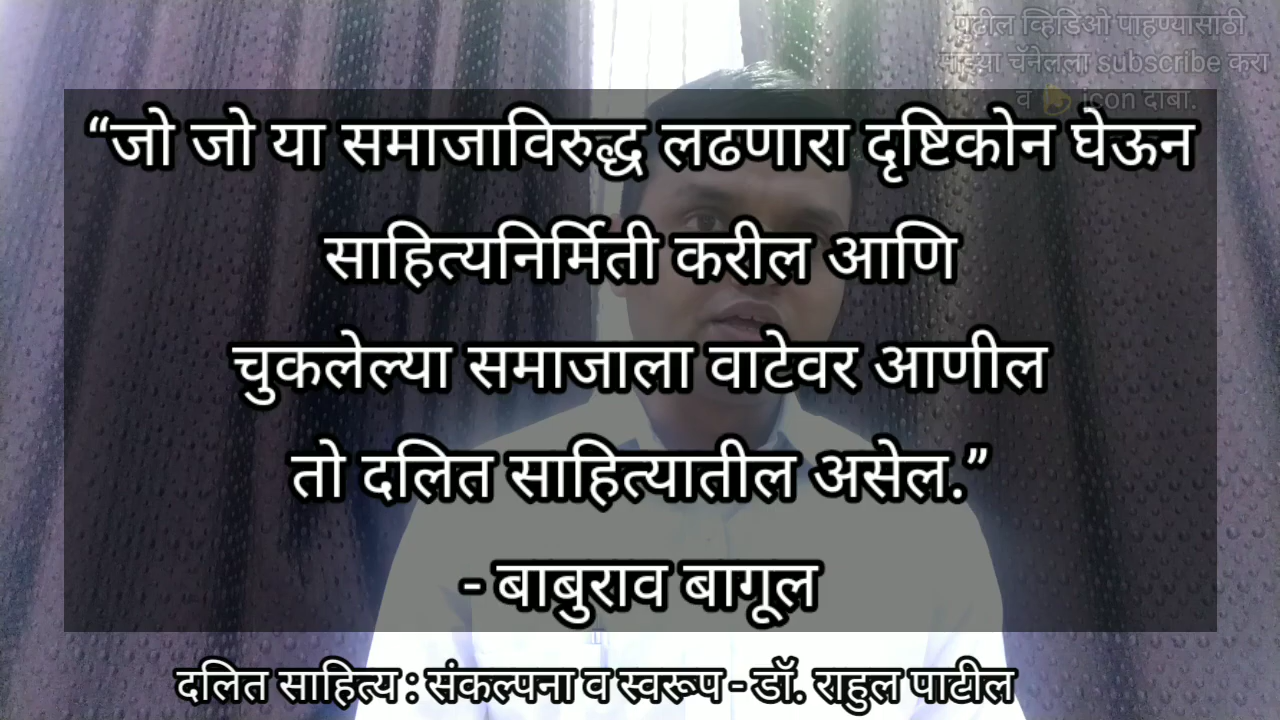 पुढील व्हिडिओ पाहण्यासाठी
माझ्या चॅनेलला subscribe करा
व icon दाबा.
“जो जो या समाजाविरुद्ध लढणारा दृष्टिकोन घेऊन
साहित्यनिर्मिती करील आणि
चुकलेल्या समाजाला वाटेवर आणील
तो दलित साहित्यातील असेल.”
- बाबुराव बागूल
दलित साहित्य : संकल्पना व स्वरूप - डॉ. राहुल पाटील